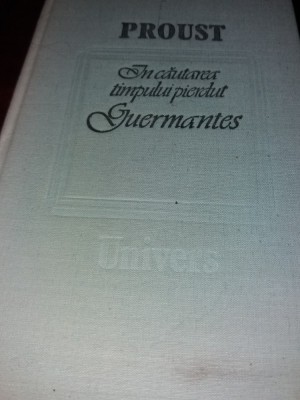 PROUST
În căutarea
timpului pierdut
Guermantes
Univers